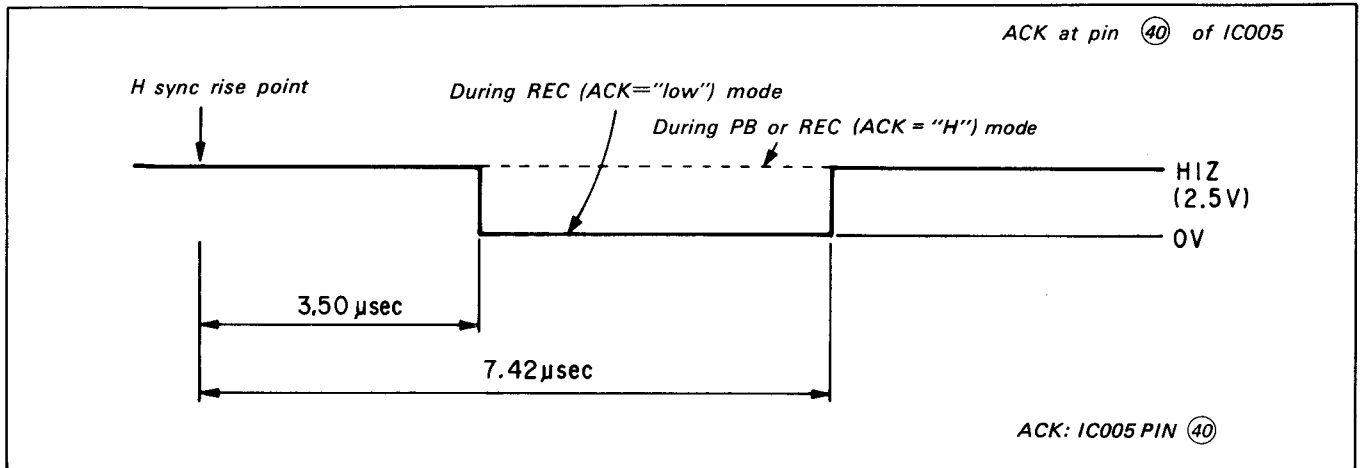 ACK at pin 40 of IC005
H sync rise point
During REC (ACK="low") mode
During PB or REC (ACK = "H") mode
HIZ
(2.5V)
0V
3.50 μsec
7.42μsec
ACK: IC005 PIN 40